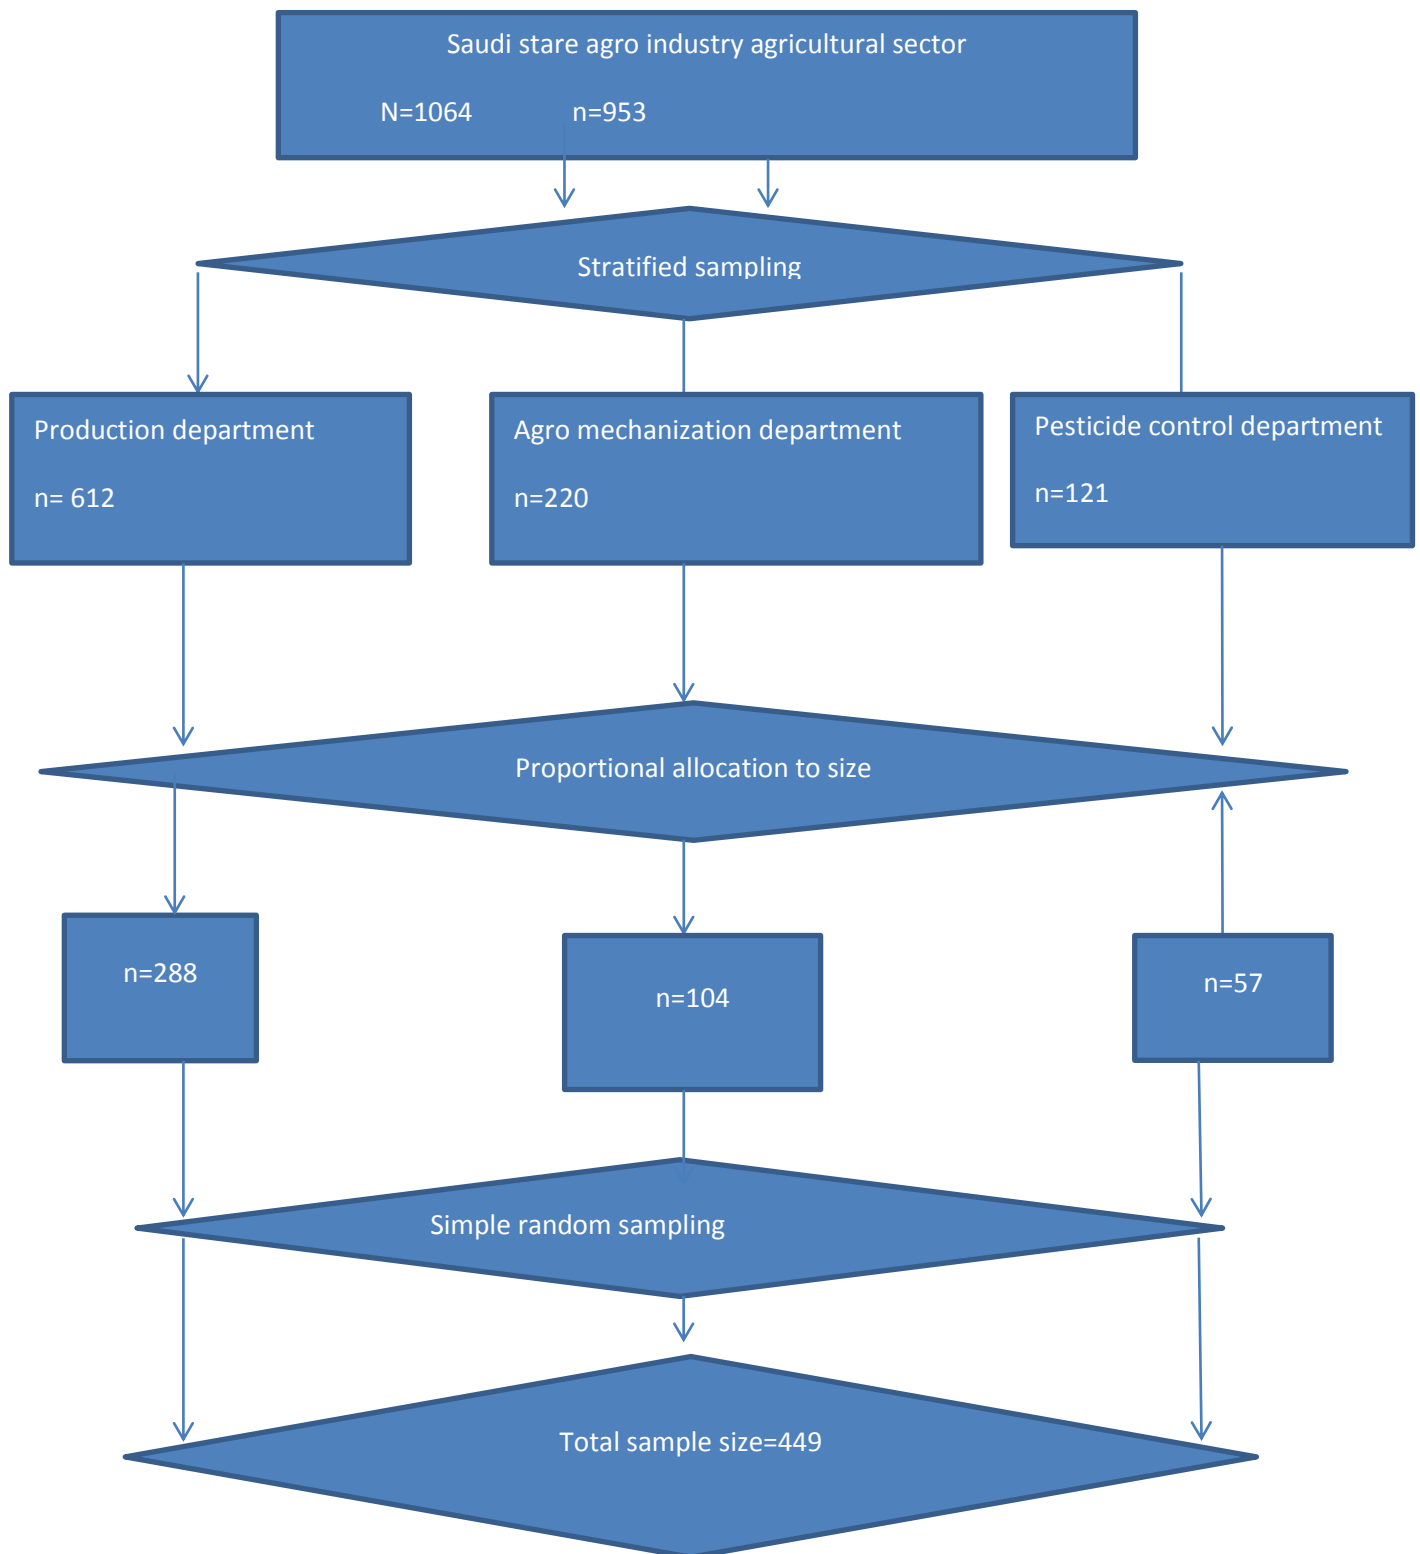 Saudi stare agro industry agricultural sector
N=1064 n=953
Stratified sampling
Production department
n= 612
Agro mechanization department
n=220
Pesticide control department
n=121
Proportional allocation to size
n=288
n=104
n=57
Simple random sampling
Total sample size=449